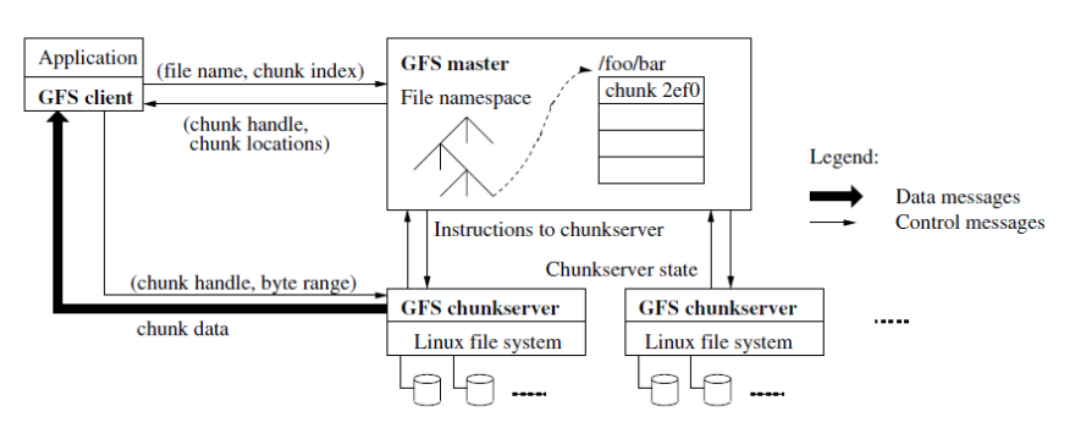 Application
GFS client
(file name, chunk index)
(chunk handle,
chunk locations)
GFS master
File namespace
/foo/bar
chunk 2ef0
Legend:
Data messages
Control messages
Instructions to chunkserver
Chunkserver state
(chunk handle, byte range)
chunk data
GFS chunkserver
Linux file system
GFS chunkserver
Linux file system